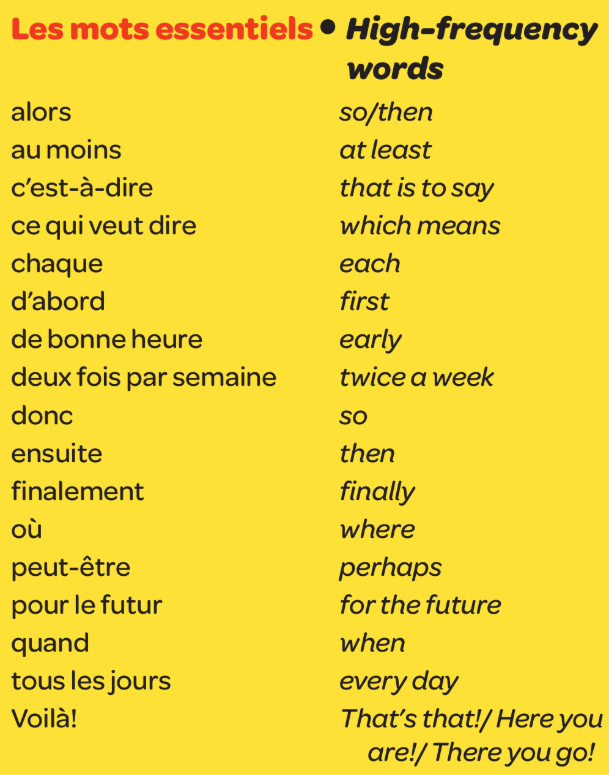 Les mots essentiels • High-frequency
words
alors so/then
au moins at least
c'est-à-dire that is to say
ce qui veut dire which means
chaque each
d'abord first
de bonne heure early
deux fois par semaine twice a week
donc so
ensuite then
finalement finally
où where
peut-être perhaps
pour le futur for the future
quand when
tous les jours every day
Voilà! That's that!/ Here you
are!/ There you go!